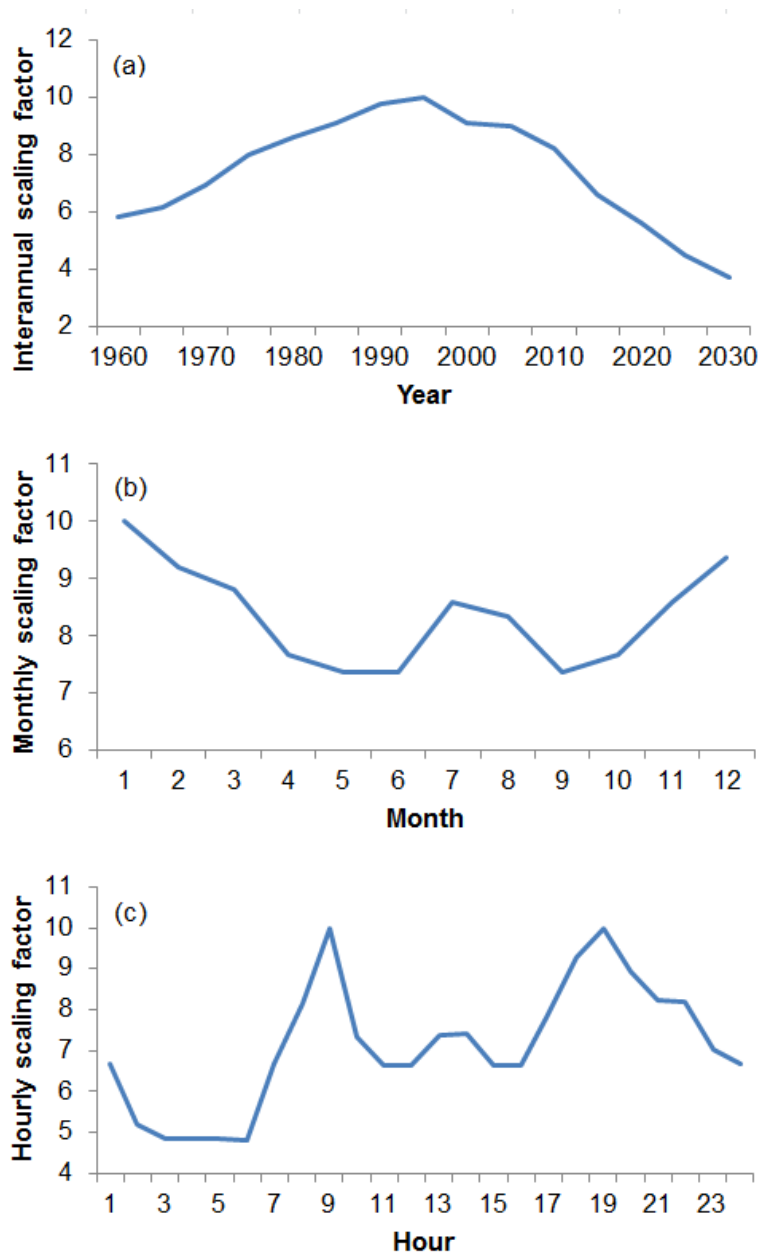 (a)
Interannual scaling factor
12
10
8
6
4
2
1960 1970 1980 1990 2000 2010 2020 2030
Year
(b)
Monthly scaling factor
11
10
9
8
7
6
1 2 3 4 5 6 7 8 9 10 11 12
Month
(c)
Hourly scaling factor
11
10
9
8
7
6
5
4
1 3 5 7 9 11 13 15 17 19 21 23
Hour